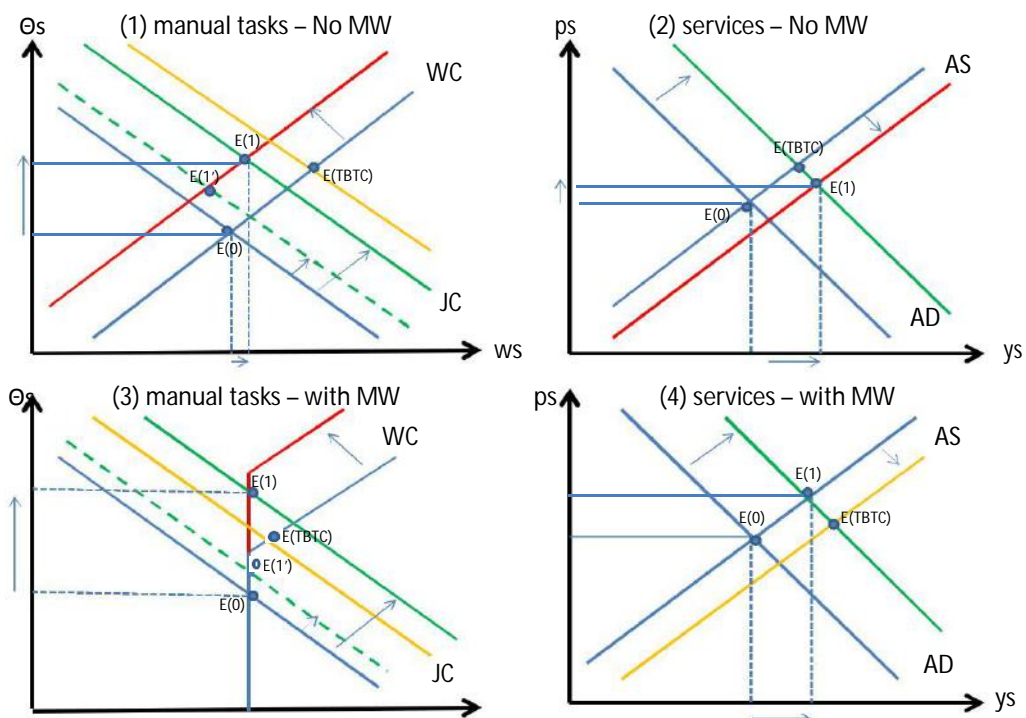 Θs
(1) manual tasks – No MW
WC
E(1)
E(1')
E(TBTC)
E(0)
JC
ws
ps
(2) services – No MW
AS
E(TBTC)
E(1)
E(0)
AD
ys
Θs
(3) manual tasks – with MW
WC
E(1)
E(TBTC)
E(1')
E(0)
JC
ps
(4) services – with MW
AS
E(1)
E(0)
E(TBTC)
AD
ys